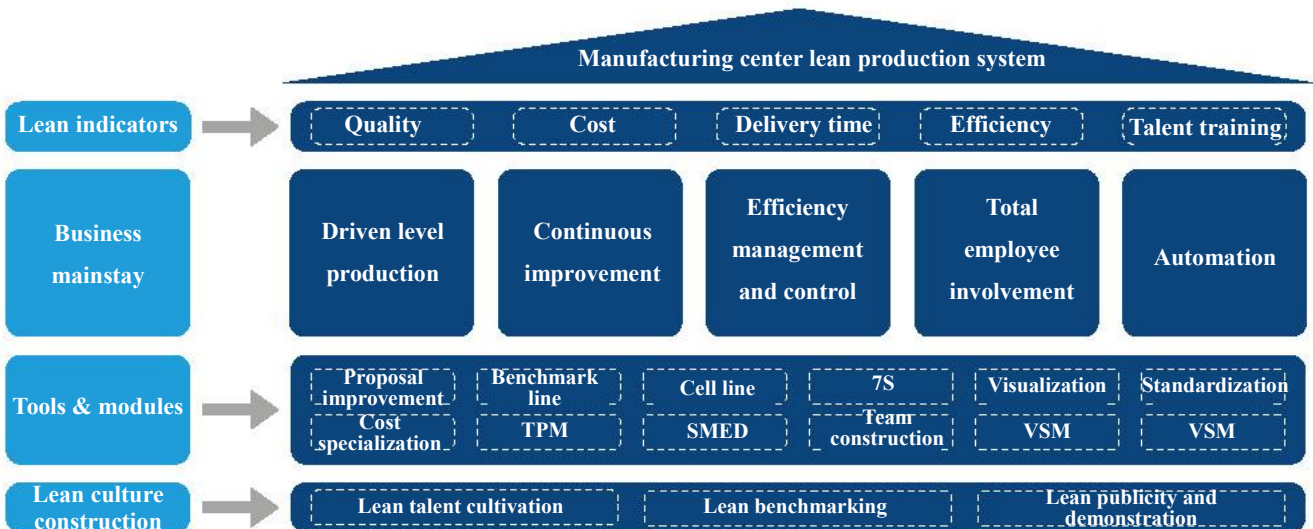 Manufacturing center lean production system
Lean indicators
Quality
Cost
Delivery time
Efficiency
Talent training
Business
mainstay
Driven level
production
Continuous
improvement
Efficiency
management
and control
Total
employee
involvement
Automation
Tools & modules
Proposal
improvement
Benchmark
line
Cell line
7S
Visualization
Standardization
Cost
specialization
TPM
SMED
Team
construction
VSM
VSM
Lean culture
construction
Lean talent cultivation
Lean benchmarking
Lean publicity and
demonstration